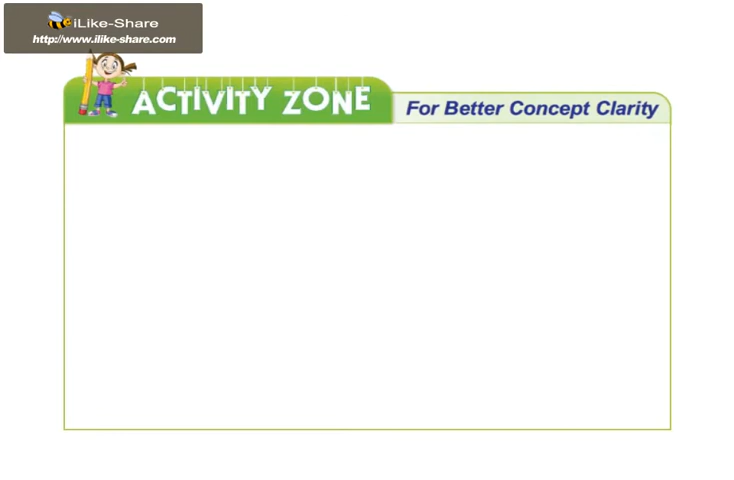 iLike-Share
http://www.ilike-share.com
ACTIVITY ZONE
For Better Concept Clarity